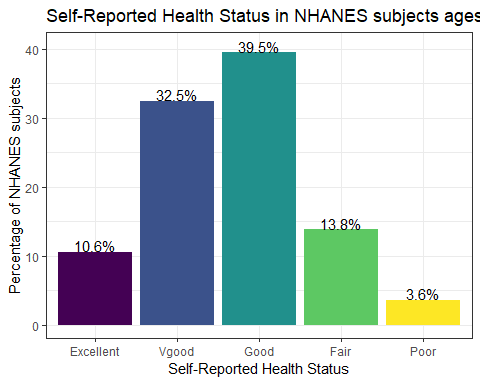 Self-Reported Health Status in NHANES subjects ages
40
30
20
10
0
Percentage of NHANES subjects
10.6%
32.5%
39.5%
13.8%
3.6%
Excellent Vgood Good Fair Poor
Self-Reported Health Status